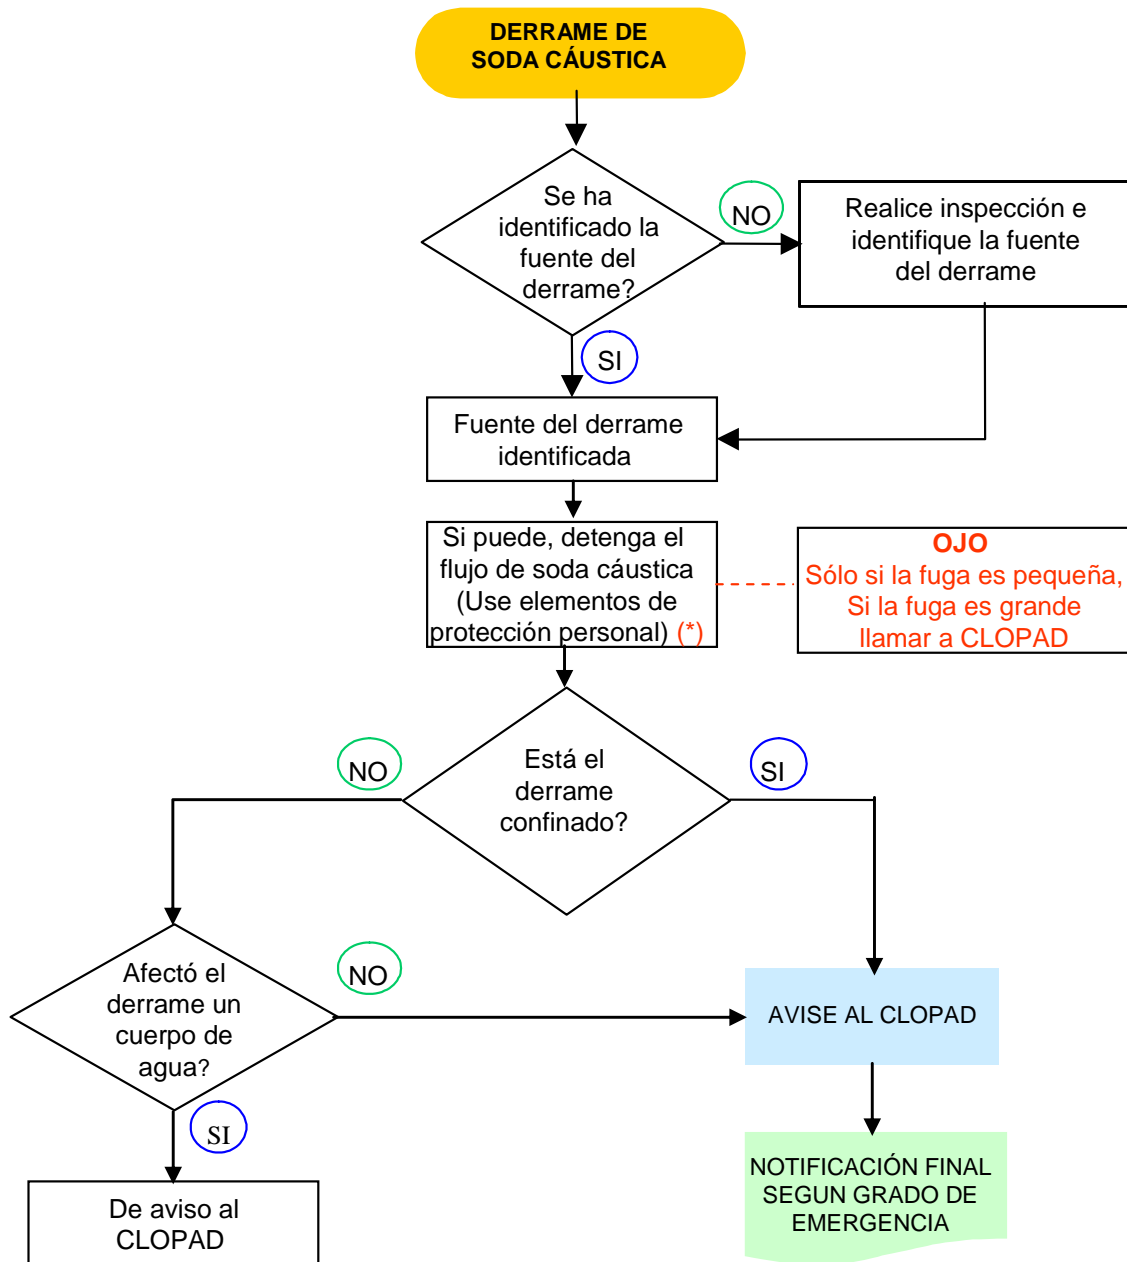 DERRAME DE
SODA CÁUSTICA
Se ha
identificado la
fuente del
derrame?
NO
Realice inspección e
identifique la fuente
del derrame
SI
Fuente del derrame
identificada
Si puede, detenga el
flujo de soda cáustica
(Use elementos de
protección personal) (*)
OJO
Sólo si la fuga es pequeña,
Si la fuga es grande
llamar a CLOPAD
Está el
derrame
confinado?
NO
SI
Afectó el
derrame un
cuerpo de
agua?
NO
AVISE AL CLOPAD
SI
NOTIFICACIÓN FINAL
SEGUN GRADO DE
EMERGENCIA
De aviso al
CLOPAD